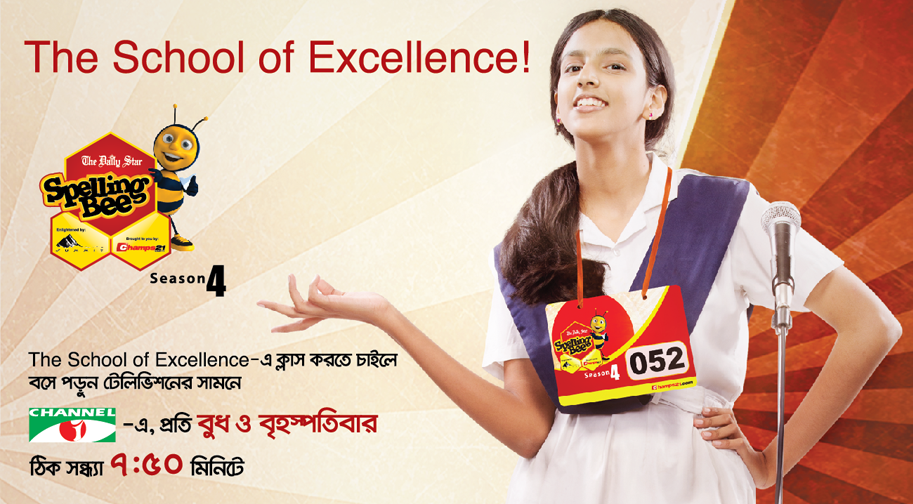 The School of Excellence!
The Daily Star
Spelling
Bee
Enlightened by:
SUMMIT
Brought to you by:
Champs21
Season 4
The School of Excellence-এ ক্লাস করতে চাইলে
বসে পড়ুন টেলিভিশনের সামনে
CHANNEL i
-এ, প্রতি বুধ ও বৃহস্পতিবার
ঠিক সন্ধ্যা ৭:৫০ মিনিটে
The Daily Star
Spelling
Bee
Season 4
052
Champs21.com